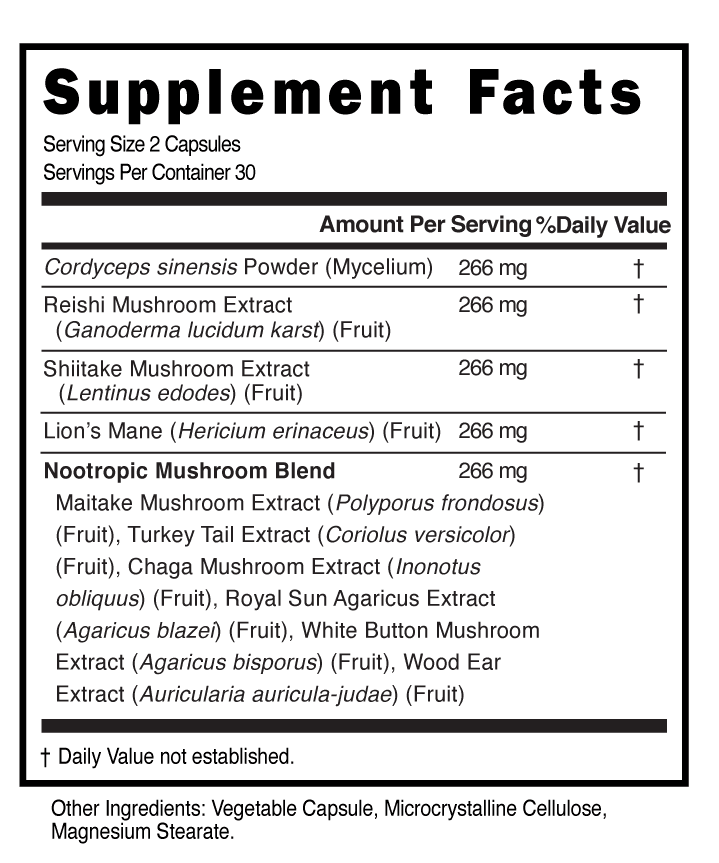 Supplement Facts
Serving Size 2 Capsules
Servings Per Container 30
Amount Per Serving %Daily Value
Cordyceps sinensis Powder (Mycelium) 266 mg †
Reishi Mushroom Extract 266 mg †
(Ganoderma lucidum karst) (Fruit)
Shiitake Mushroom Extract 266 mg †
(Lentinus edodes) (Fruit)
Lion's Mane (Hericium erinaceus) (Fruit) 266 mg †
Nootropic Mushroom Blend 266 mg †
Maitake Mushroom Extract (Polyporus frondosus)
(Fruit), Turkey Tail Extract (Coriolus versicolor)
(Fruit), Chaga Mushroom Extract (Inonotus
obliquus) (Fruit), Royal Sun Agaricus Extract
(Agaricus blazei) (Fruit), White Button Mushroom
Extract (Agaricus bisporus) (Fruit), Wood Ear
Extract (Auricularia auricula-judae) (Fruit)
† Daily Value not established.
Other Ingredients: Vegetable Capsule, Microcrystalline Cellulose,
Magnesium Stearate.